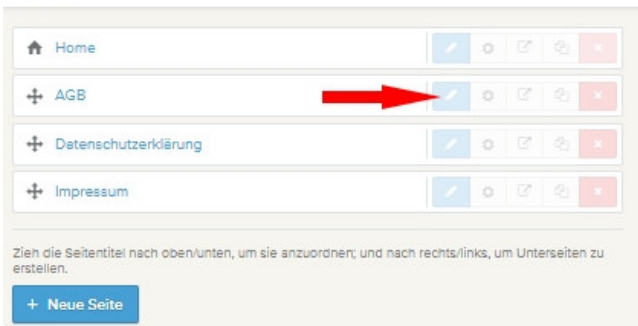 Home
AGB
Datenschutzerklärung
Impressum
Zieh die Seitentitel nach oben/unten, um sie anzuordnen; und nach rechts/links, um Unterseiten zu
erstellen.
+ Neue Seite